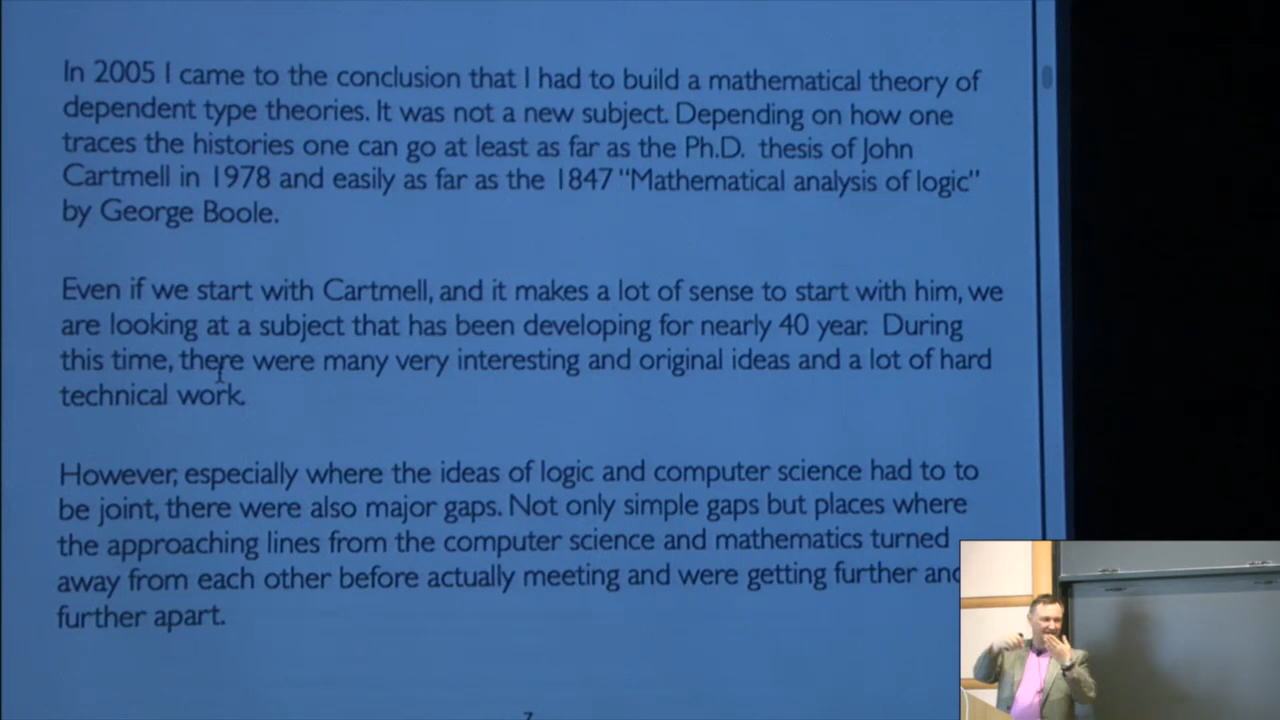 In 2005 I came to the conclusion that I had to build a mathematical theory of
dependent type theories. It was not a new subject. Depending on how one
traces the histories one can go at least as far as the Ph.D. thesis of John
Cartmell in 1978 and easily as far as the 1847 "Mathematical analysis of logic"
by George Boole.
Even if we start with Cartmell, and it makes a lot of sense to start with him, we
are looking at a subject that has been developing for nearly 40 year. During
this time, there were many very interesting and original ideas and a lot of hard
technical work.
However, especially where the ideas of logic and computer science had to to
be joint, there were also major gaps. Not only simple gaps but places where
the approaching lines from the computer science and mathematics turned
away from each other before actually meeting and were getting further and
further apart.
7